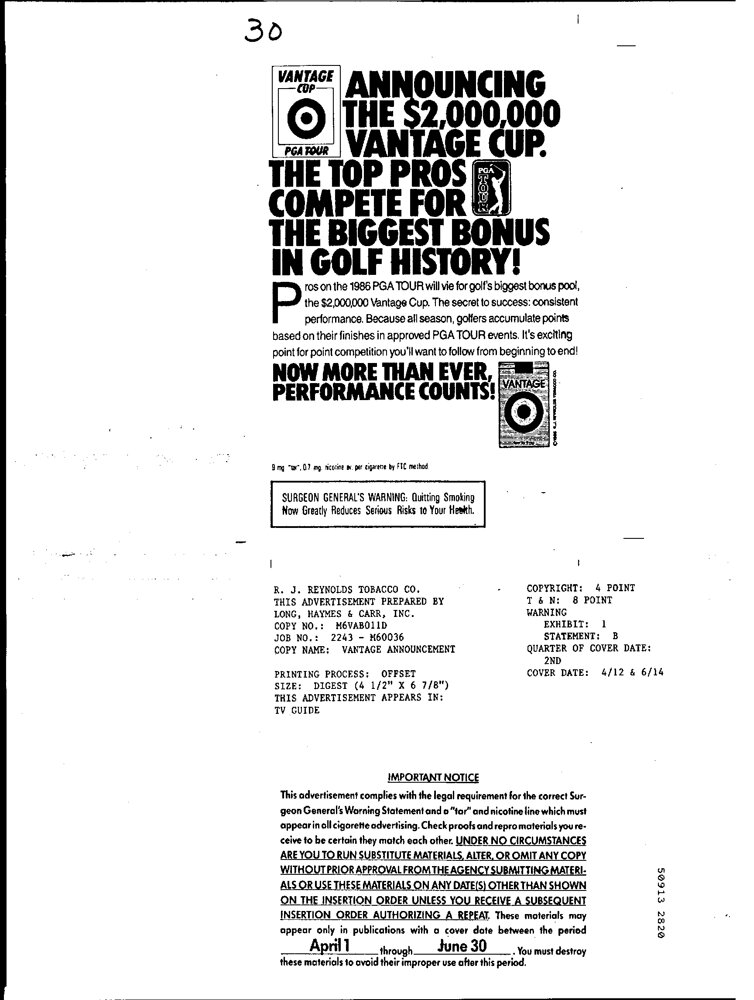 30
VANTAGE
CUP
PGA TOUR
ANNOUNCING
THE $2,000,000
VANTAGE CUP.
THE TOP PROS
PGA
TOUR
COMPETE FOR
THE BIGGEST BONUS
IN GOLF HISTORY!
Pros on the 1986 PGA TOUR will vie for golf's biggest bonus pool,
the $2,000,000 Vantage Cup. The secret to success: consistent
performance. Because all season, golfers accumulate points
based on their finishes in approved PGA TOUR events. It's exciting
point for point competition you'll want to follow from beginning to end!
NOW MORE THAN EVER,
PERFORMANCE COUNTS!
VANTAGE
©1986 R.J. REYNOLDS TOBACCO CO.
9 mg. "tar", 0.7 mg. nicotine av. per cigarette by FTC method.
SURGEON GENERAL'S WARNING: Quitting Smoking
Now Greatly Reduces Serious Risks to Your Health.
R. J. REYNOLDS TOBACCO CO.
THIS ADVERTISEMENT PREPARED BY
LONG, HAYMES & CARR, INC.
COPY NO.: M6VAB011D
JOB NO.: 2243 - M60036
COPY NAME: VANTAGE ANNOUNCEMENT
PRINTING PROCESS: OFFSET
SIZE: DIGEST (4 1/2" X 6 7/8")
THIS ADVERTISEMENT APPEARS IN:
TV GUIDE
COPYRIGHT: 4 POINT
T & N: 8 POINT
WARNING
EXHIBIT: 1
STATEMENT: B
QUARTER OF COVER DATE:
2ND
COVER DATE: 4/12 & 6/14
IMPORTANT NOTICE
This advertisement complies with the legal requirement for the correct Sur-
geon General's Warning Statement and a "tar" and nicotine line which must
appear in all cigarette advertising. Check proofs and repro materials you re-
ceive to be certain they match each other. UNDER NO CIRCUMSTANCES
ARE YOU TO RUN SUBSTITUTE MATERIALS, ALTER, OR OMIT ANY COPY
WITHOUT PRIOR APPROVAL FROM THE AGENCY SUBMITTING MATERI-
ALS OR USE THESE MATERIALS ON ANY DATE(S) OTHER THAN SHOWN
ON THE INSERTION ORDER UNLESS YOU RECEIVE A SUBSEQUENT
INSERTION ORDER AUTHORIZING A REPEAT. These materials may
appear only in publications with a cover date between the period
April 1 through June 30. You must destroy
these materials to avoid their improper use after this period.
50913 2820